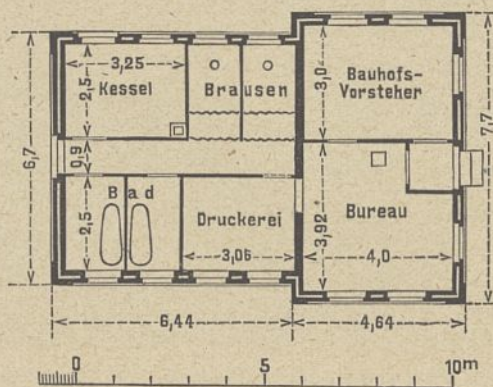 3,25
Kessel
2,5
Brausen
Bauhofs-
Vorsteher
3,0
6,7
7,7
0,9
Bad
2,5
Druckerei
3,06
Bureau
3,92
4,0
6,44
4,64
0
5
10m